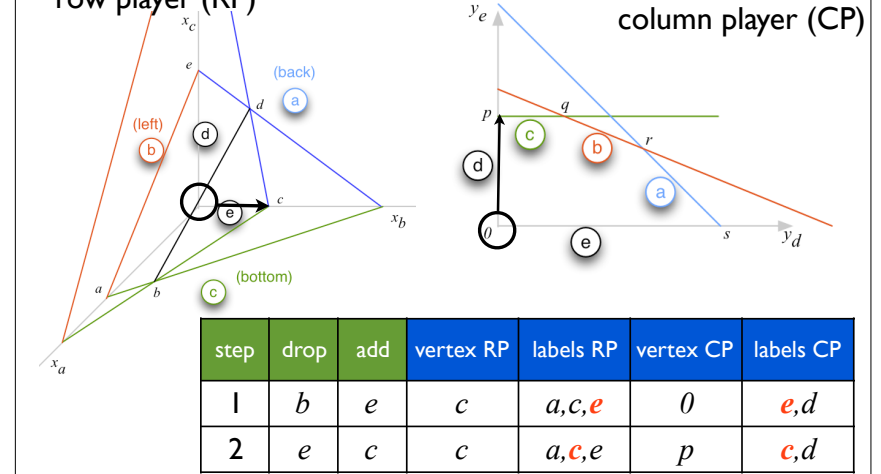 row player (RP)
column player (CP)
x_c
e
(back)
a
d
(left)
b
d
c
e
x_b
a
b
c
(bottom)
x_a
y_e
p
q
c
b
r
d
a
0
e
s
y_d
step drop add vertex RP labels RP vertex CP labels CP
1 b e c a,c,e 0 e,d
2 e c c a,c,e p c,d